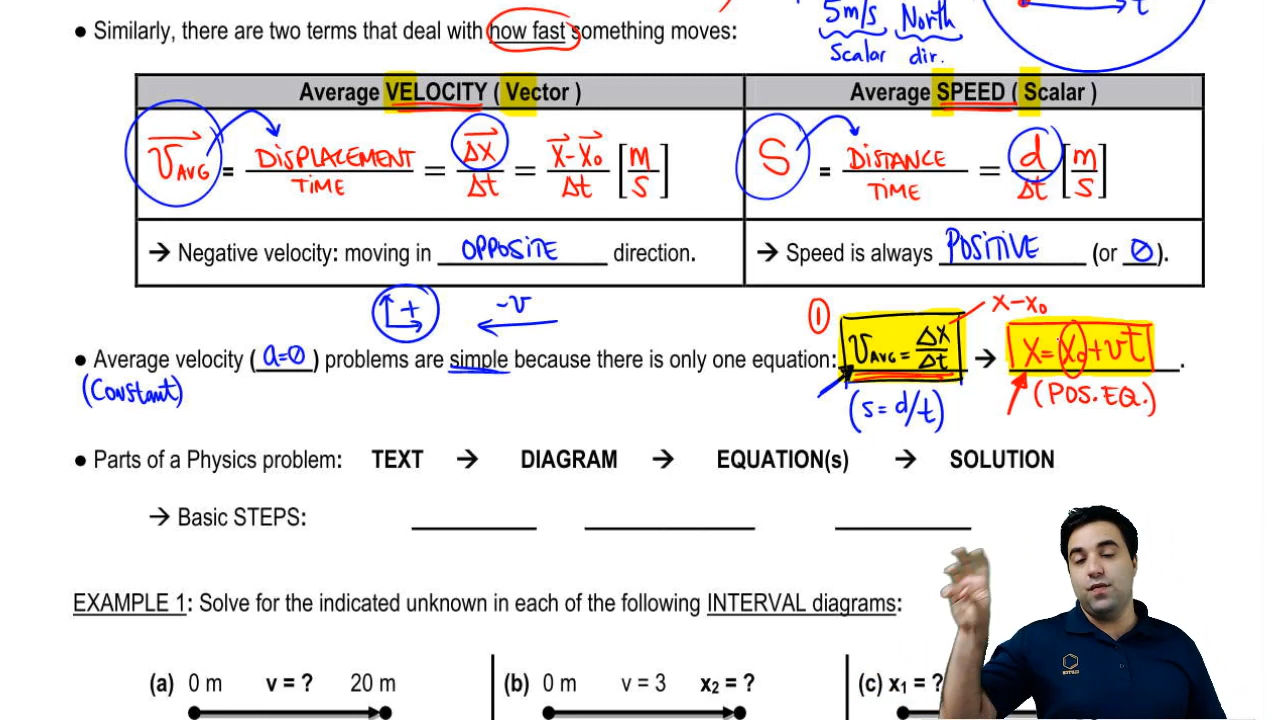 5m/s North
Scalar dir.
t
● Similarly, there are two terms that deal with how fast something moves:
Average VELOCITY ( Vector )
Average SPEED ( Scalar )
v⃗AVG = DISPLACEMENT / TIME = Δx⃗ / Δt = x⃗ - x⃗₀ / Δt [m/s]
S = DISTANCE / TIME = d / Δt [m/s]
→ Negative velocity: moving in OPPOSITE direction.
→ Speed is always POSITIVE (or 0).
+ -v
① x-x₀
● Average velocity (a=0) problems are simple because there is only one equation: vAVG = Δx/Δt → x=x₀+vt.
(Constant) (s=d/t) (POS.EQ.)
● Parts of a Physics problem: TEXT → DIAGRAM → EQUATION(s) → SOLUTION
→ Basic STEPS: ______ ______ ______
EXAMPLE 1: Solve for the indicated unknown in each of the following INTERVAL diagrams:
(a) 0 m v = ? 20 m
(b) 0 m v = 3 x₂ = ?
(c) x₁ = ?